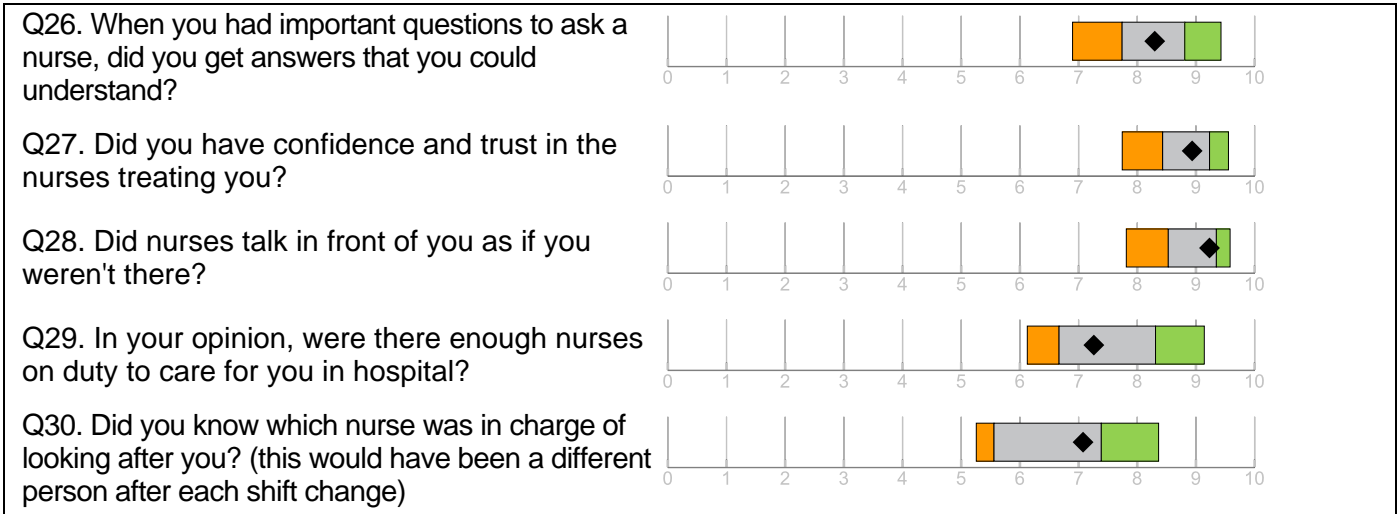 Q26. When you had important questions to ask a
nurse, did you get answers that you could
understand?
0 1 2 3 4 5 6 7 8 9 10
Q27. Did you have confidence and trust in the
nurses treating you?
0 1 2 3 4 5 6 7 8 9 10
Q28. Did nurses talk in front of you as if you
weren't there?
0 1 2 3 4 5 6 7 8 9 10
Q29. In your opinion, were there enough nurses
on duty to care for you in hospital?
0 1 2 3 4 5 6 7 8 9 10
Q30. Did you know which nurse was in charge of
looking after you? (this would have been a different
person after each shift change)
0 1 2 3 4 5 6 7 8 9 10